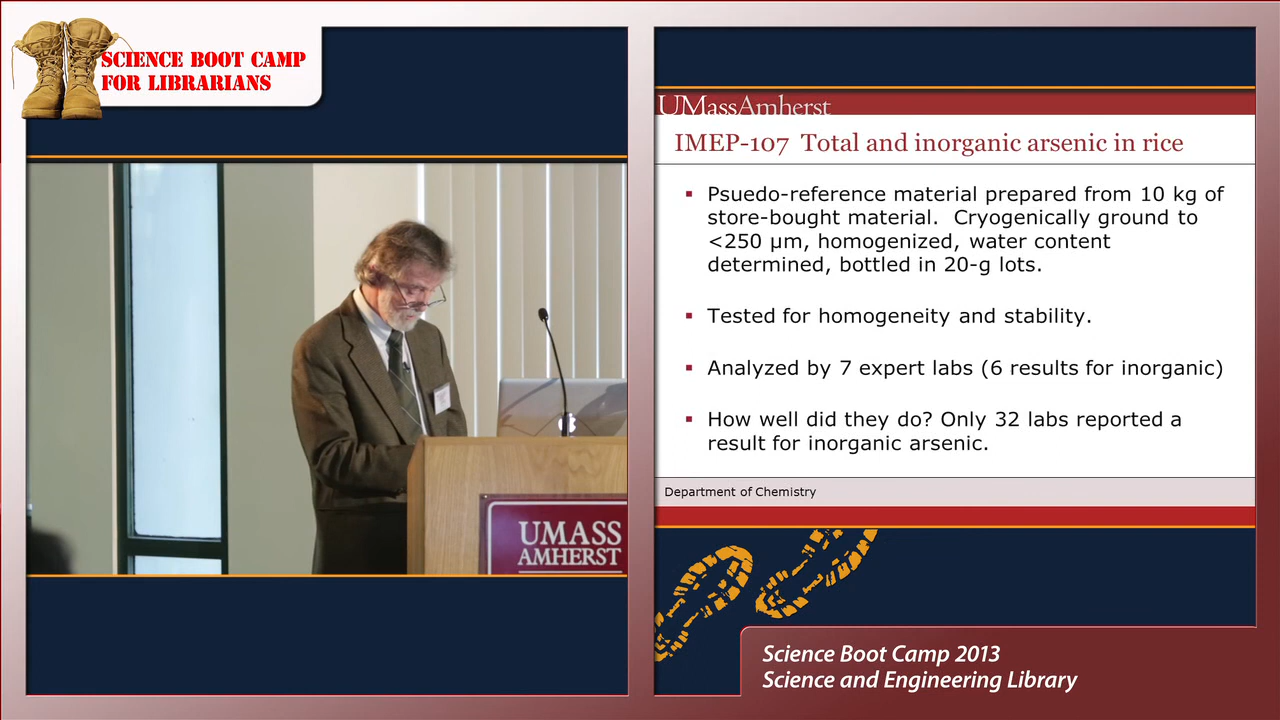 SCIENCE BOOT CAMP
FOR LIBRARIANS
UMASS
AMHERST
UMassAmherst
IMEP-107 Total and inorganic arsenic in rice
Psuedo-reference material prepared from 10 kg of
store-bought material. Cryogenically ground to
<250 µm, homogenized, water content
determined, bottled in 20-g lots.
Tested for homogeneity and stability.
Analyzed by 7 expert labs (6 results for inorganic)
How well did they do? Only 32 labs reported a
result for inorganic arsenic.
Department of Chemistry
Science Boot Camp 2013
Science and Engineering Library